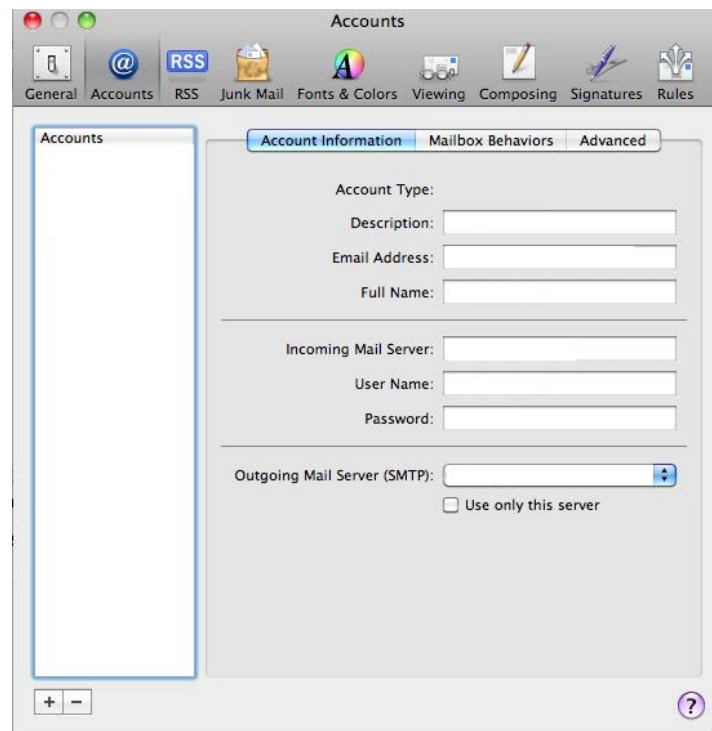 Accounts
RSS
General Accounts RSS Junk Mail Fonts & Colors Viewing Composing Signatures Rules
Accounts
Account Information Mailbox Behaviors Advanced
Account Type:
Description:
Email Address:
Full Name:
Incoming Mail Server:
User Name:
Password:
Outgoing Mail Server (SMTP):
Use only this server
+ −
?